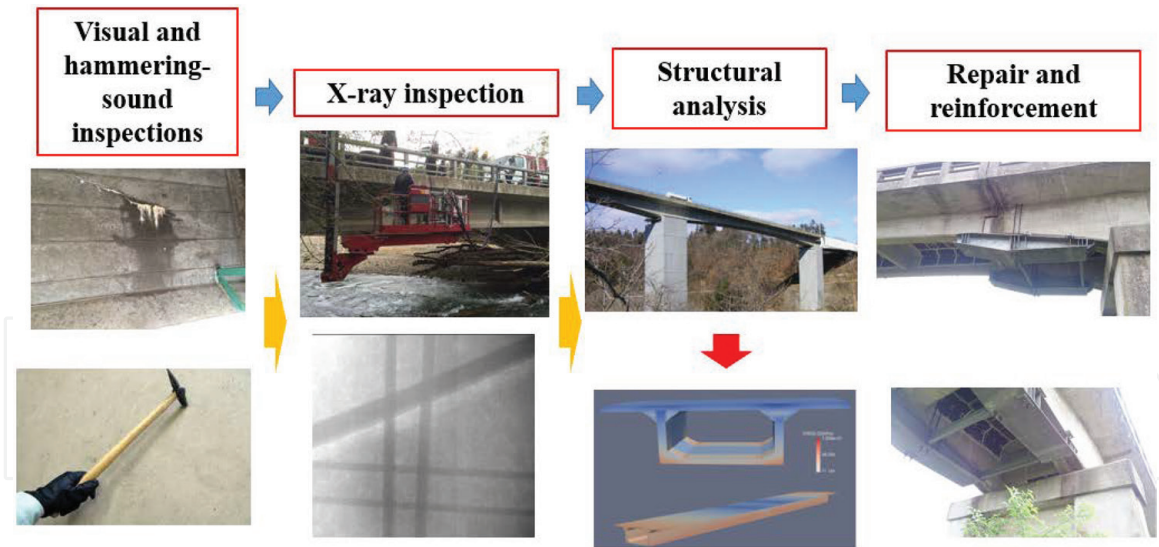 Visual and
hammering-
sound
inspections
X-ray inspection
Structural
analysis
Repair and
reinforcement